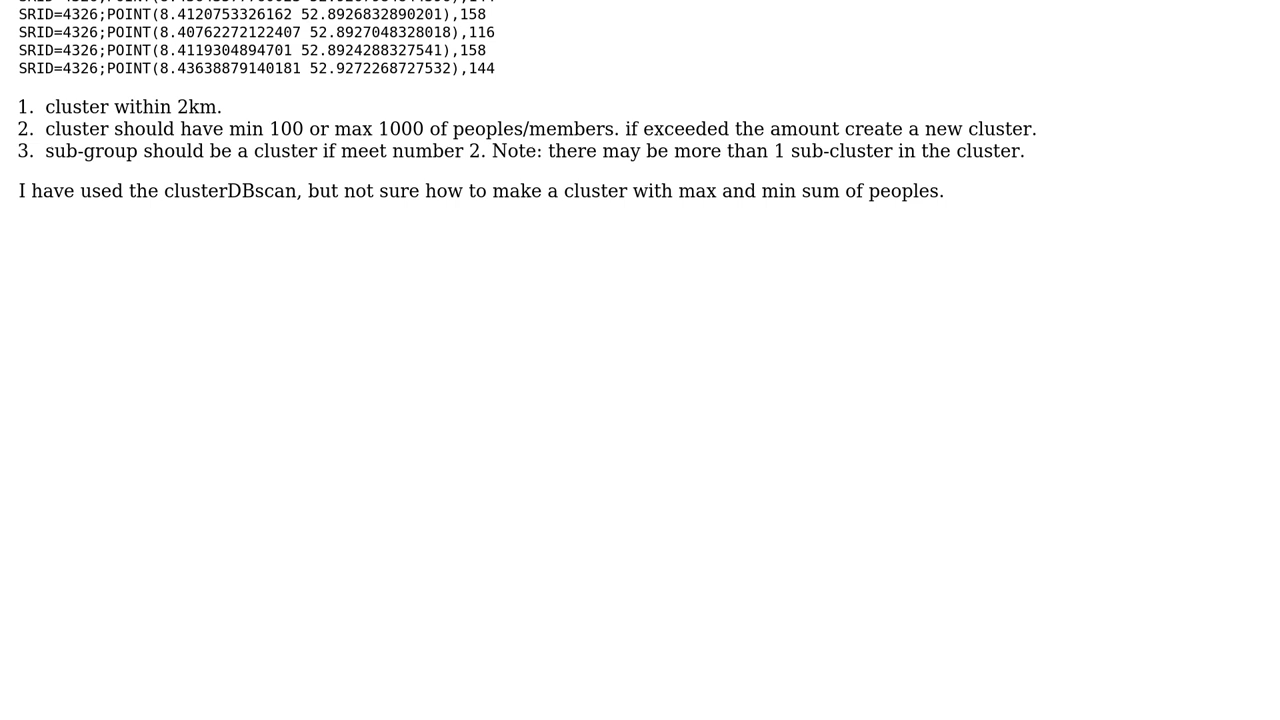 SRID=4326;POINT(8.4120753326162 52.8926832890201),158
SRID=4326;POINT(8.40762272122407 52.8927048328018),116
SRID=4326;POINT(8.4119304894701 52.8924288327541),158
SRID=4326;POINT(8.43638879140181 52.9272268727532),144
1. cluster within 2km.
2. cluster should have min 100 or max 1000 of peoples/members. if exceeded the amount create a new cluster.
3. sub-group should be a cluster if meet number 2. Note: there may be more than 1 sub-cluster in the cluster.
I have used the clusterDBscan, but not sure how to make a cluster with max and min sum of peoples.